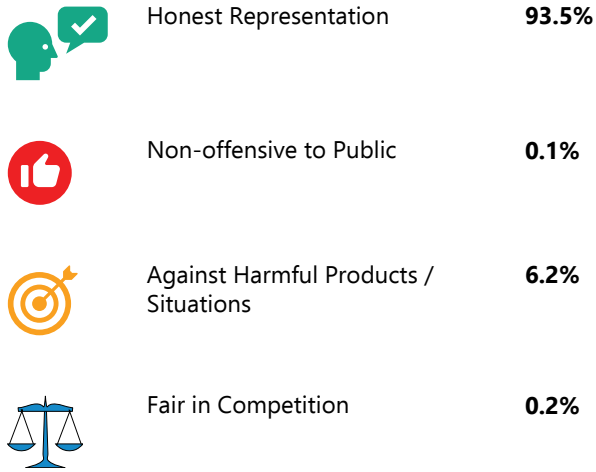 Honest Representation 93.5%
Non-offensive to Public 0.1%
Against Harmful Products / 6.2%
Situations
Fair in Competition 0.2%